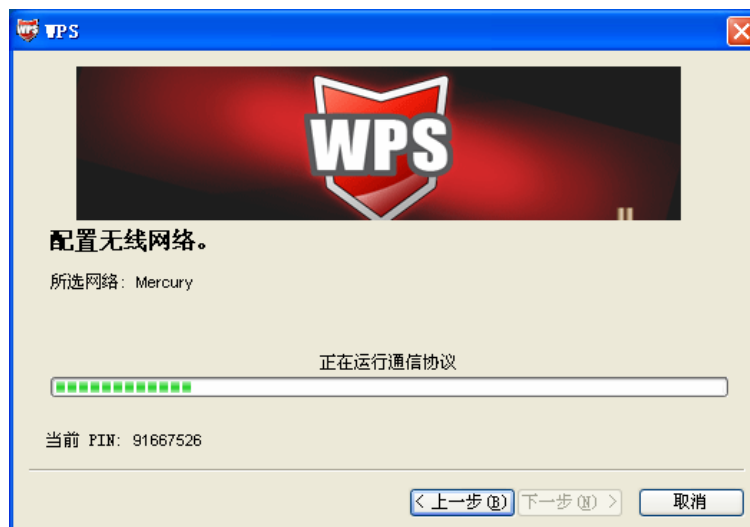 WPS
WPS
WPS
配置无线网络。
所选网络: Mercury
正在运行通信协议
当前 PIN: 91667526
< 上一步(B) 下一步(N) > 取消